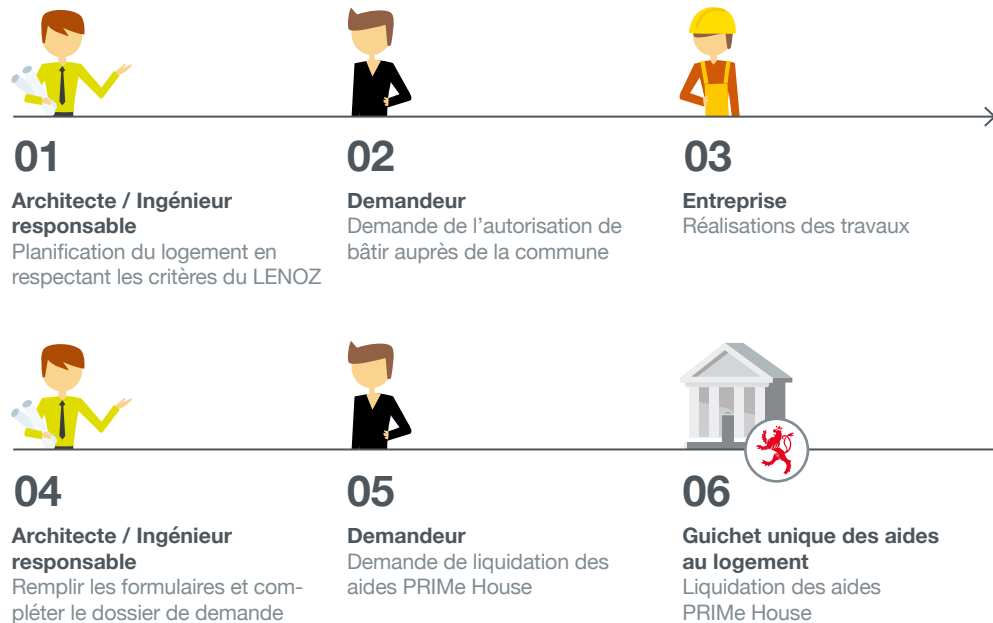 01
Architecte / Ingénieur
responsable
Planification du logement en
respectant les critères du LENOZ
02
Demandeur
Demande de l’autorisation de
bâtir auprès de la commune
03
Entreprise
Réalisations des travaux
04
Architecte / Ingénieur
responsable
Remplir les formulaires et com-
pléter le dossier de demande
05
Demandeur
Demande de liquidation des
aides PRIMe House
06
Guichet unique des aides
au logement
Liquidation des aides
PRIMe House